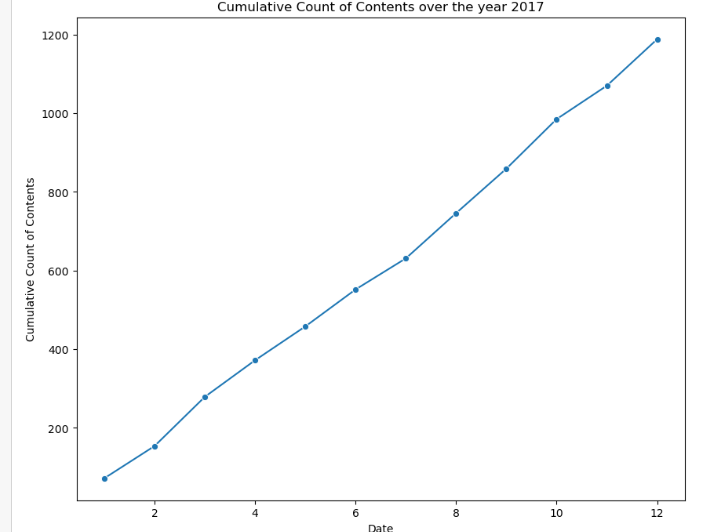 Cumulative Count of Contents over the year 2017
1200
1000
800
600
400
200
Cumulative Count of Contents
2 4 6 8 10 12
Date